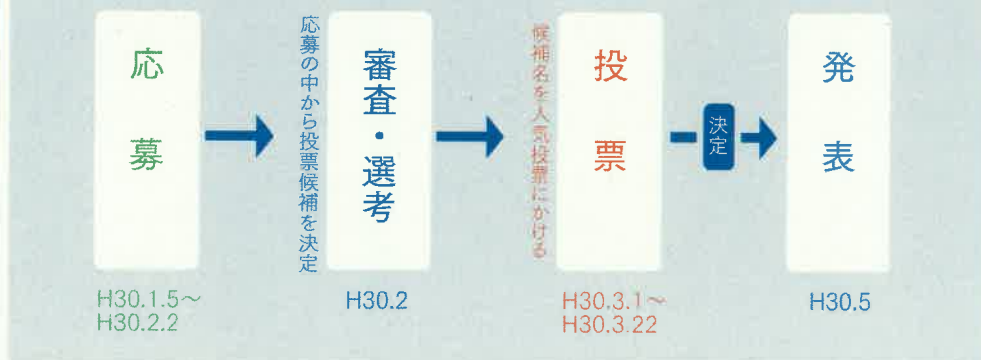 応募
H30.1.5～
H30.2.2
応募の中から投票候補を決定
審査・選考
H30.2
候補名を人気投票にかける
投票
H30.3.1～
H30.3.22
決定
発表
H30.5